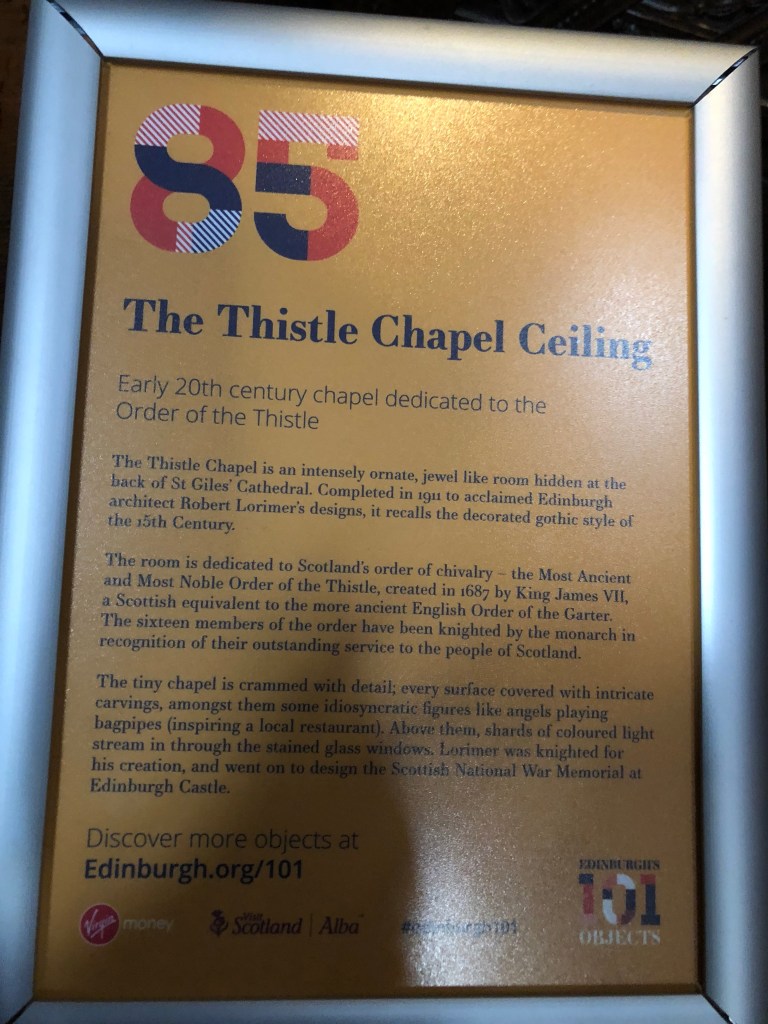 85
The Thistle Chapel Ceiling
Early 20th century chapel dedicated to the
Order of the Thistle
The Thistle Chapel is an intensely ornate, jewel like room hidden at the
back of St Giles' Cathedral. Completed in 1911 to acclaimed Edinburgh
architect Robert Lorimer's designs, it recalls the decorated gothic style of
the 15th Century.
The room is dedicated to Scotland's order of chivalry – the Most Ancient
and Most Noble Order of the Thistle, created in 1687 by King James VII,
a Scottish equivalent to the more ancient English Order of the Garter.
The sixteen members of the order have been knighted by the monarch in
recognition of their outstanding service to the people of Scotland.
The tiny chapel is crammed with detail; every surface covered with intricate
carvings, amongst them some idiosyncratic figures like angels playing
bagpipes (inspiring a local restaurant). Above them, shards of coloured light
stream in through the stained glass windows. Lorimer was knighted for
his creation, and went on to design the Scottish National War Memorial at
Edinburgh Castle.
Discover more objects at
Edinburgh.org/101
Virgin money
Visit Scotland | Alba™
EDINBURGH'S
101
OBJECTS